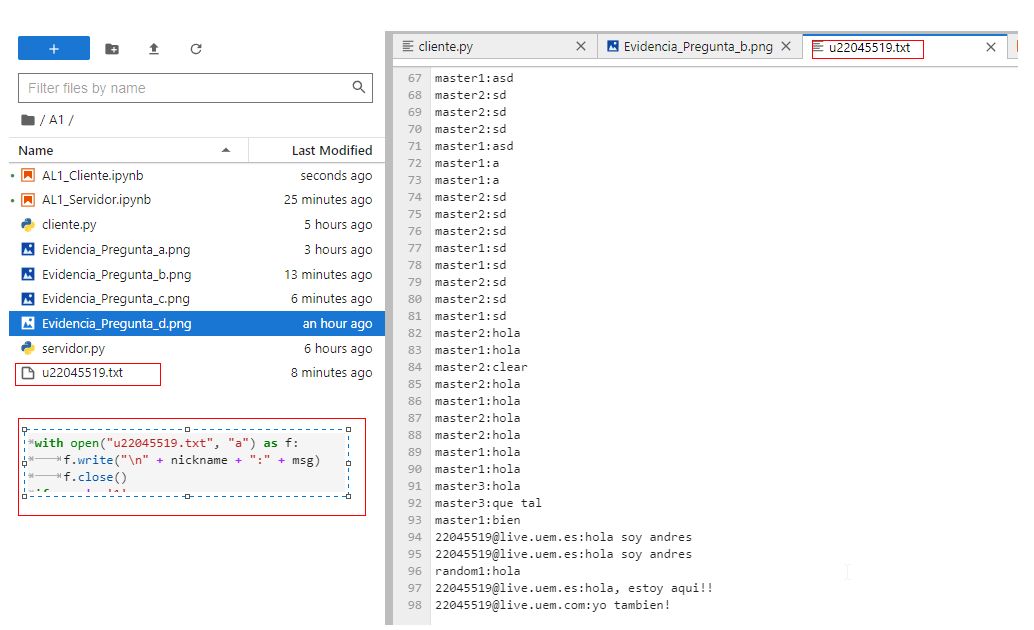 +
Filter files by name
/ A1 /
Name Last Modified
AL1_Cliente.ipynb seconds ago
AL1_Servidor.ipynb 25 minutes ago
cliente.py 5 hours ago
Evidencia_Pregunta_a.png 3 hours ago
Evidencia_Pregunta_b.png 13 minutes ago
Evidencia_Pregunta_c.png 6 minutes ago
Evidencia_Pregunta_d.png an hour ago
servidor.py 6 hours ago
u22045519.txt 8 minutes ago
with open("u22045519.txt", "a") as f:
f.write("\n" + nickname + ":" + msg)
f.close()
cliente.py Evidencia_Pregunta_b.png u22045519.txt
67 master1:asd
68 master2:sd
69 master2:sd
70 master2:sd
71 master1:asd
72 master1:a
73 master1:a
74 master2:sd
75 master2:sd
76 master2:sd
77 master1:sd
78 master1:sd
79 master2:sd
80 master2:sd
81 master1:sd
82 master2:hola
83 master1:hola
84 master2:clear
85 master2:hola
86 master1:hola
87 master2:hola
88 master2:hola
89 master1:hola
90 master1:hola
91 master3:hola
92 master3:que tal
93 master1:bien
94 22045519@live.uem.es:hola soy andres
95 22045519@live.uem.es:hola soy andres
96 random1:hola
97 22045519@live.uem.es:hola, estoy aqui!!
98 22045519@live.uem.com:yo tambien!